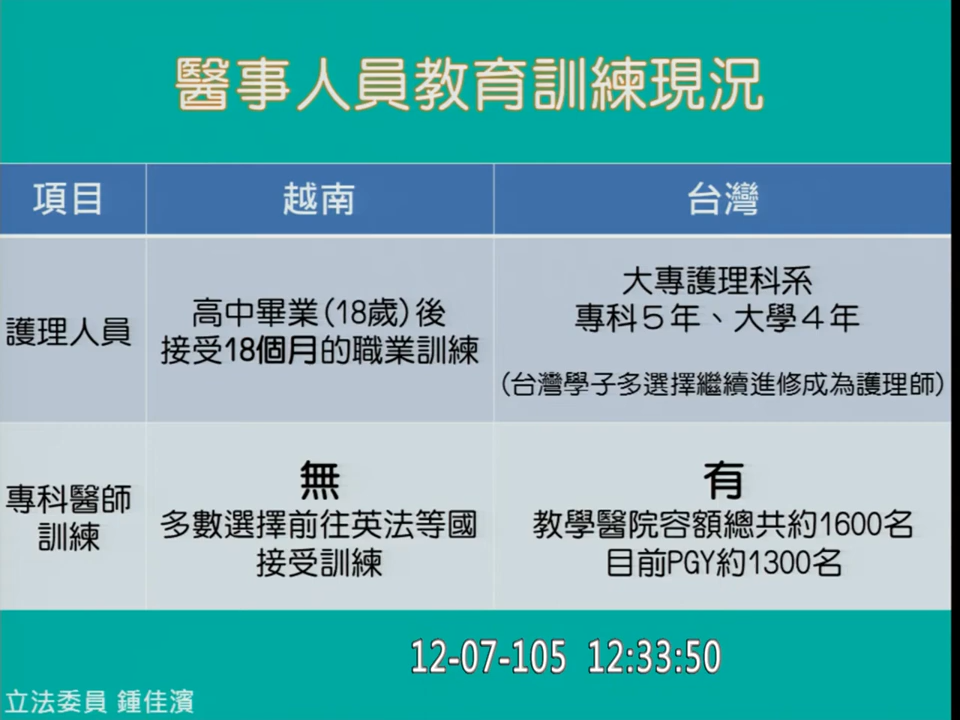 醫事人員教育訓練現況
項目
越南
台灣
護理人員
高中畢業(18歲)後
接受18個月的職業訓練
大專護理科系
專科5年、大學4年
(台灣學子多選擇繼續進修成為護理師)
專科醫師
訓練
無
多數選擇前往英法等國
接受訓練
有
教學醫院容額總共約1600名
目前PGY約1300名
12-07-105 12:33:50
立法委員 鍾佳濱